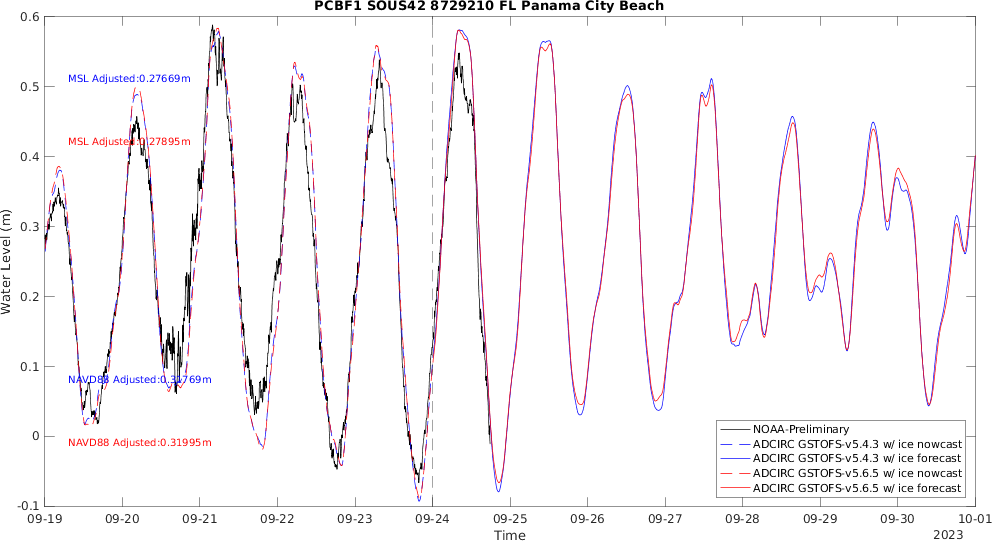 PCBF1 SOUS42 8729210 FL Panama City Beach
0.6
0.5
0.4
0.3
0.2
0.1
0
-0.1
Water Level (m)
MSL Adjusted:0.27669m
MSL Adjusted:0.27895m
NAVD88 Adjusted:0.31769m
NAVD88 Adjusted:0.31995m
NOAA-Preliminary
ADCIRC GSTOFS-v5.4.3 w/ ice nowcast
ADCIRC GSTOFS-v5.4.3 w/ ice forecast
ADCIRC GSTOFS-v5.6.5 w/ ice nowcast
ADCIRC GSTOFS-v5.6.5 w/ ice forecast
09-19 09-20 09-21 09-22 09-23 09-24 09-25 09-26 09-27 09-28 09-29 09-30 10-01
Time
2023